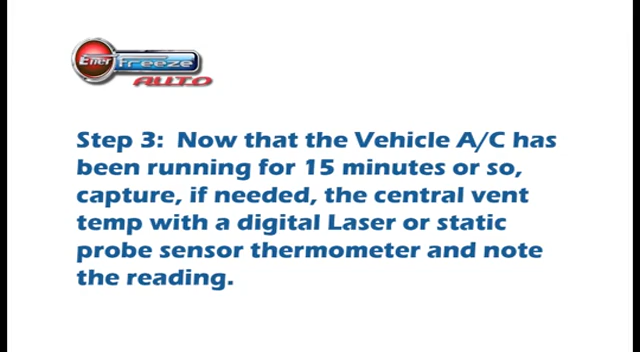 Ener freeze
AUTO
Step 3: Now that the Vehicle A/C has
been running for 15 minutes or so,
capture, if needed, the central vent
temp with a digital Laser or static
probe sensor thermometer and note
the reading.